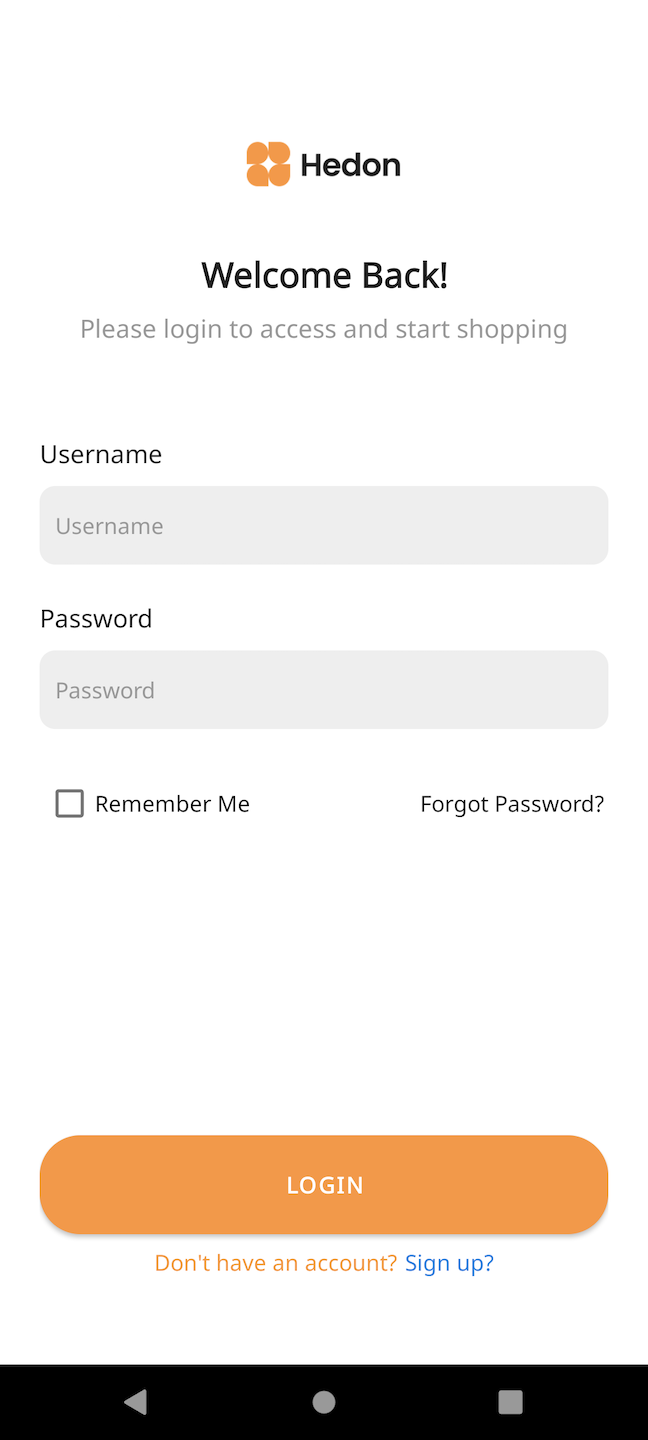 Hedon
Welcome Back!
Please login to access and start shopping
Username
Username
Password
Password
Remember Me Forgot Password?
LOGIN
Don't have an account? Sign up?